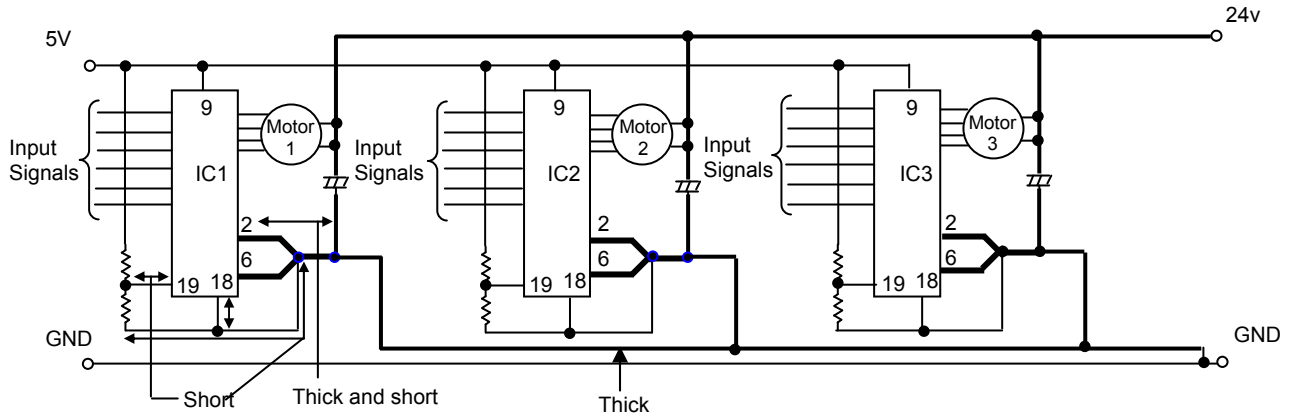 24v
5V
9
9
9
Motor
1
Motor
2
Motor
3
Input
Signals
Input
Signals
Input
Signals
IC1
IC2
IC3
2
2
2
6
6
6
19
18
19
18
19
18
GND
GND
Short
Thick and short
Thick